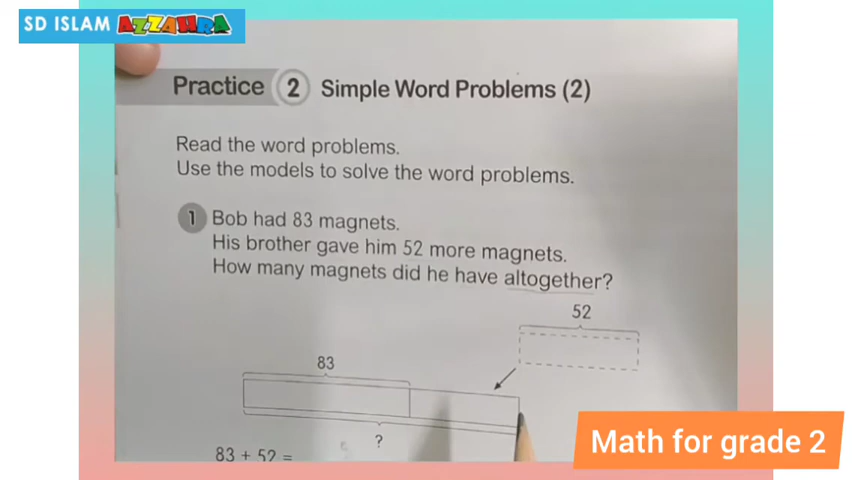 SD ISLAM AZZAHRA
Practice 2 Simple Word Problems (2)
Read the word problems.
Use the models to solve the word problems.
1 Bob had 83 magnets.
His brother gave him 52 more magnets.
How many magnets did he have altogether?
52
83
?
83 + 52 =
Math for grade 2